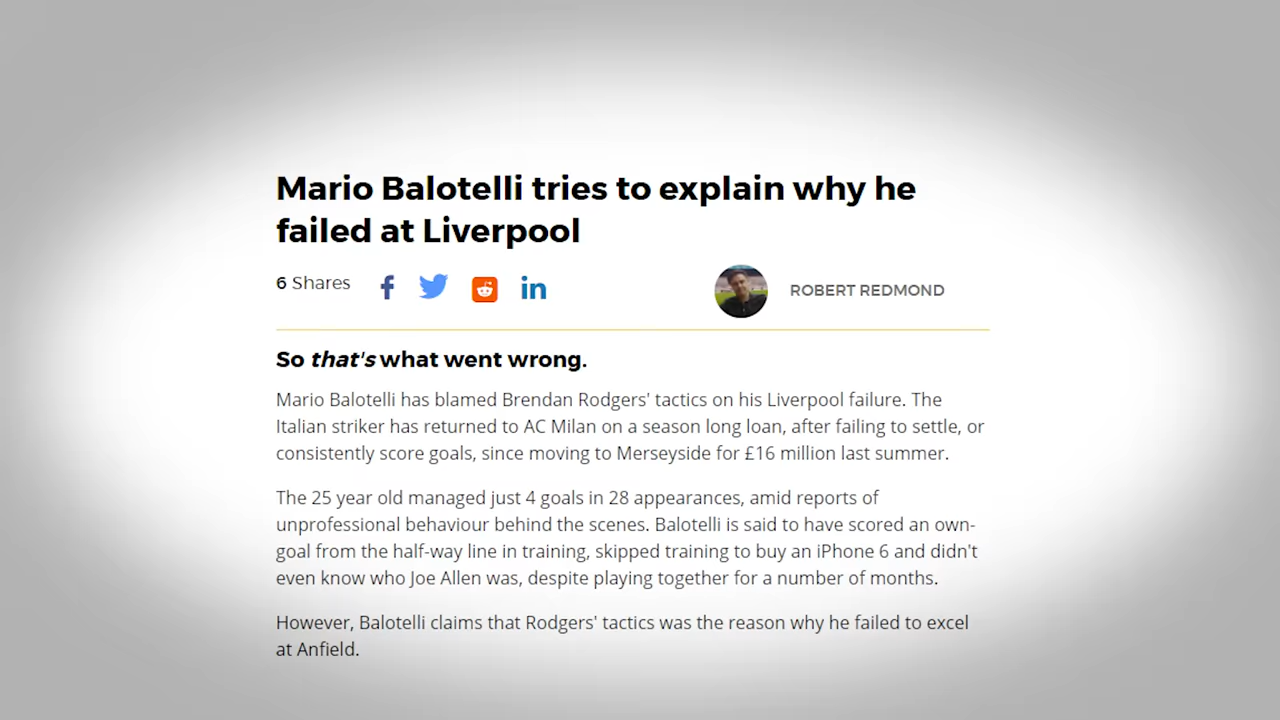 Mario Balotelli tries to explain why he
failed at Liverpool
6 Shares
ROBERT REDMOND
So that's what went wrong.
Mario Balotelli has blamed Brendan Rodgers' tactics on his Liverpool failure. The
Italian striker has returned to AC Milan on a season long loan, after failing to settle, or
consistently score goals, since moving to Merseyside for £16 million last summer.
The 25 year old managed just 4 goals in 28 appearances, amid reports of
unprofessional behaviour behind the scenes. Balotelli is said to have scored an own-
goal from the half-way line in training, skipped training to buy an iPhone 6 and didn't
even know who Joe Allen was, despite playing together for a number of months.
However, Balotelli claims that Rodgers' tactics was the reason why he failed to excel
at Anfield.